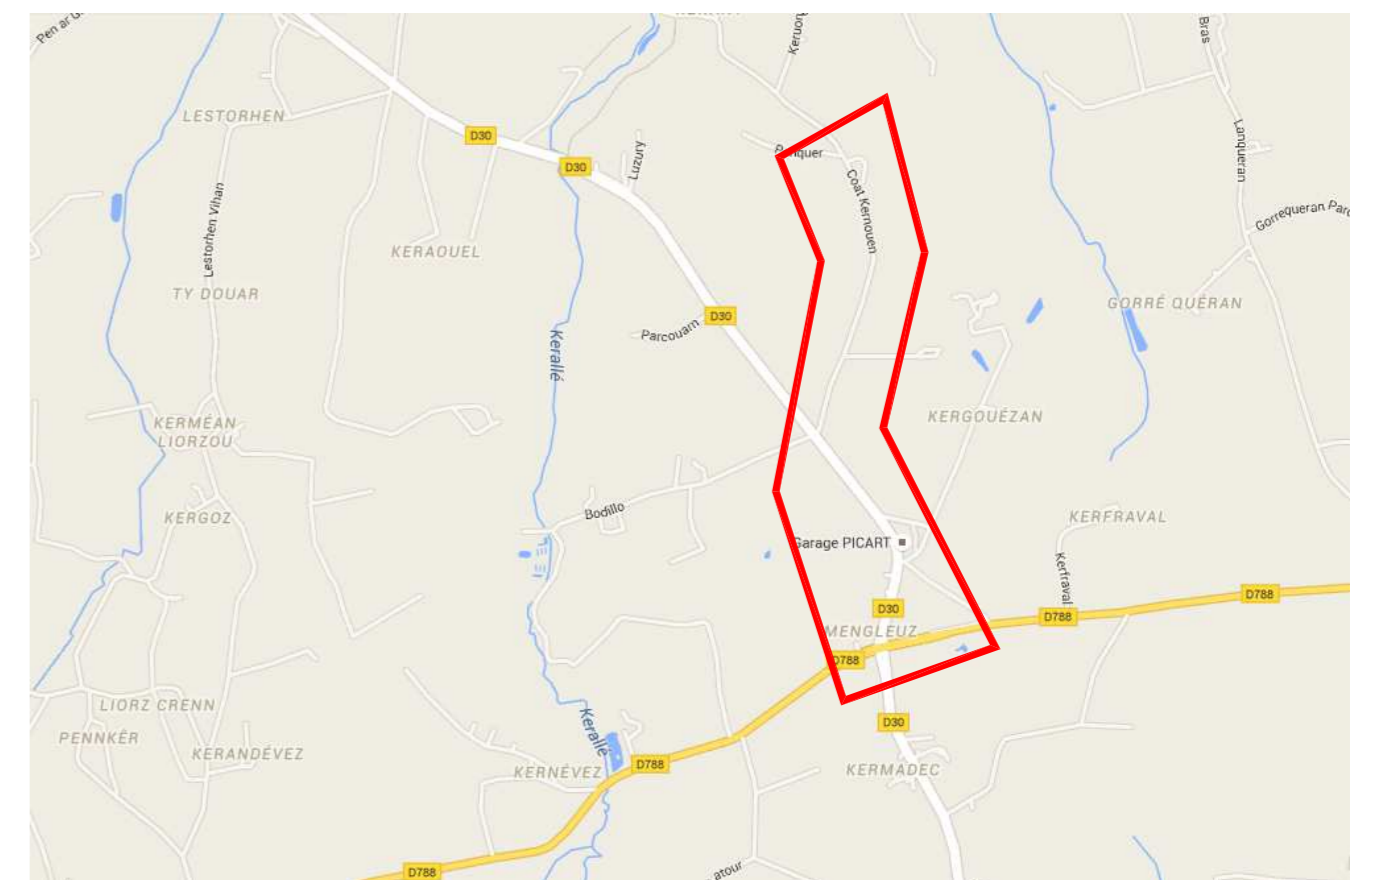 Pen ar G
Keruon
Bras
LESTORHEN
D30
D30
Luzury
Lanqueran
Coat Kernouen
Lestorhen Vihan
Gorrequeran Parc
KERAOUEL
TY DOUAR
GORRÉ QUÉRAN
D30
Parcouarn
Kerallé
KERGOUÉZAN
KERMÉAN
LIORZOU
KERGOZ
Bodillo
KERFRAVAL
Garage PICART
Kerfraval
D788
D30
D788
MENGLEUZ
D788
LIORZ CRENN
PENNKÊR
KERANDÉVEZ
Kerallé
D30
KERNÉVEZ
D788
KERMADEC
D788
atour